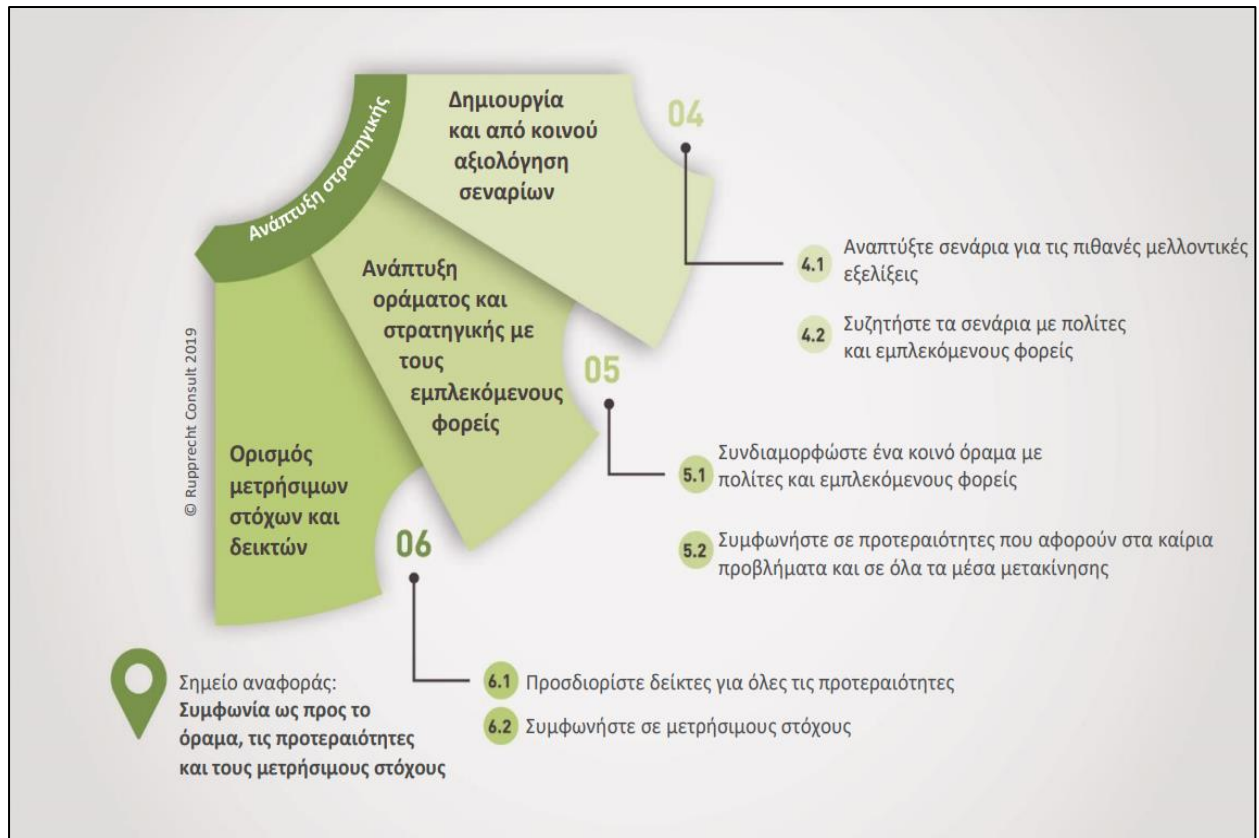 Ανάπτυξη στρατηγικής
Δημιουργία
και από κοινού
αξιολόγηση
σεναρίων
04
4.1 Αναπτύξτε σενάρια για τις πιθανές μελλοντικές
εξελίξεις
4.2 Συζητήστε τα σενάρια με πολίτες
και εμπλεκόμενους φορείς
Ανάπτυξη
οράματος και
στρατηγικής με
τους
εμπλεκόμενους
φορείς
05
5.1 Συνδιαμορφώστε ένα κοινό όραμα με
πολίτες και εμπλεκόμενους φορείς
5.2 Συμφωνήστε σε προτεραιότητες που αφορούν στα καίρια
προβλήματα και σε όλα τα μέσα μετακίνησης
Ορισμός
μετρήσιμων
στόχων και
δεικτών
06
6.1 Προσδιορίστε δείκτες για όλες τις προτεραιότητες
6.2 Συμφωνήστε σε μετρήσιμους στόχους
Σημείο αναφοράς:
Συμφωνία ως προς το
όραμα, τις προτεραιότητες
και τους μετρήσιμους στόχους
© Rupprecht Consult 2019